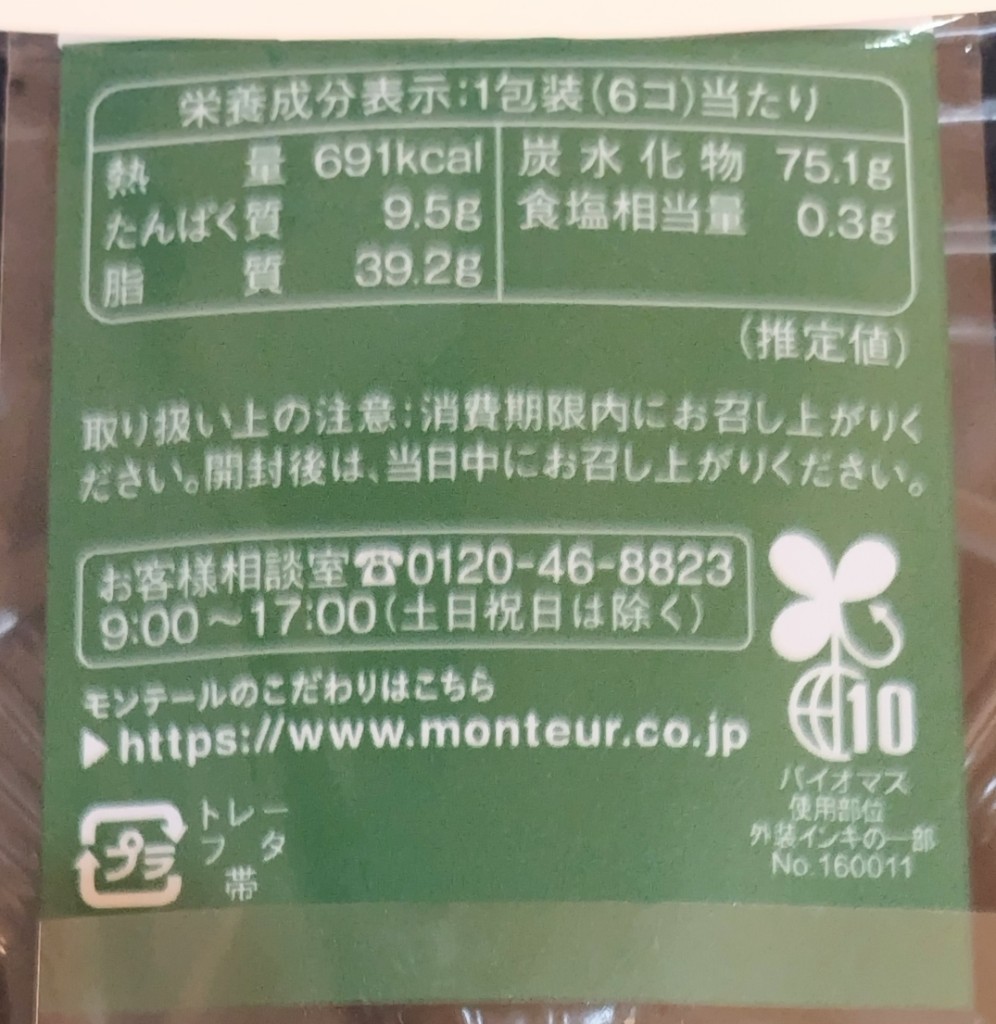 栄養成分表示:1包装(6コ)当たり
熱量 691kcal
たんぱく質 9.5g
脂質 39.2g
炭水化物 75.1g
食塩相当量 0.3g
(推定値)
取り扱い上の注意:消費期限内にお召し上がりく
ださい。開封後は、当日中にお召し上がりください。
お客様相談室☎0120-46-8823
9:00~17:00(土日祝日は除く)
モンテールのこだわりはこちら
▶https://www.monteur.co.jp
プラ
トレー
フタ
帯
10
バイオマス
使用部位
外装インキの一部
No.160011